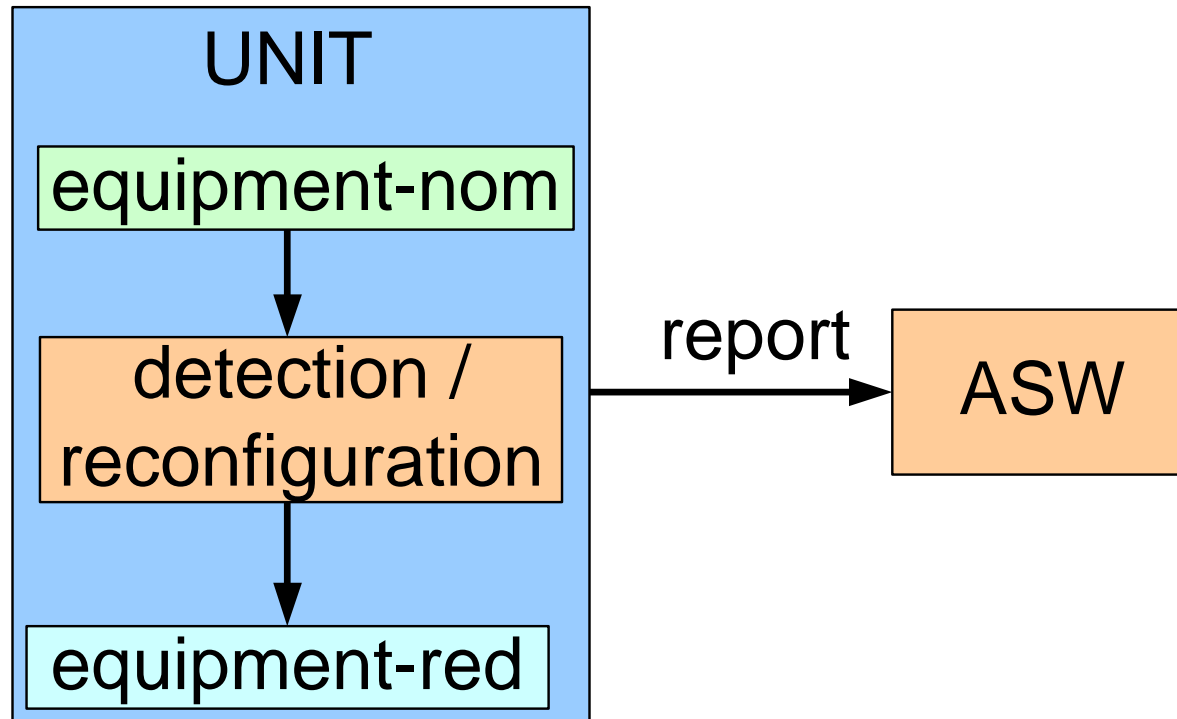 UNIT
equipment-nom
detection /
reconfiguration
equipment-red
report
ASW